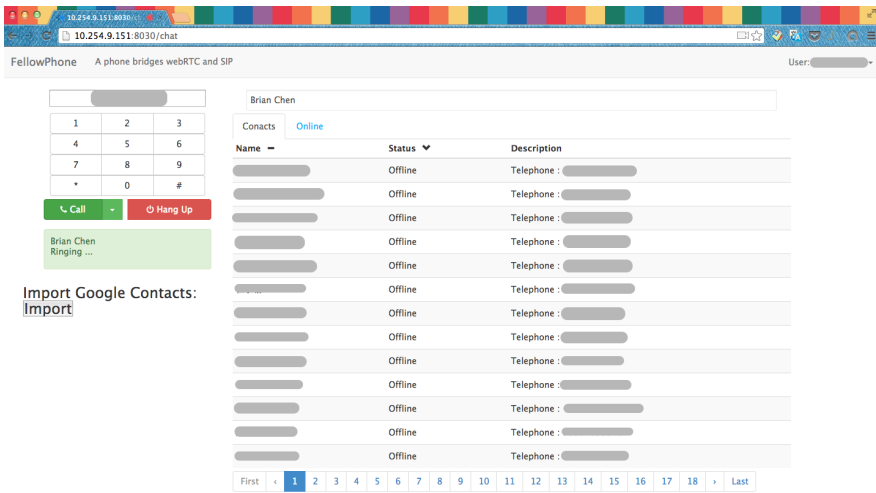 10.254.9.151:8030/ch
10.254.9.151:8030/chat
FellowPhone A phone bridges webRTC and SIP User:
Brian Chen
1 2 3
4 5 6
7 8 9
* 0 #
Call Hang Up
Brian Chen
Ringing ...
Import Google Contacts:
Import
Conacts Online
Name Status Description
Offline Telephone :
Offline Telephone :
Offline Telephone :
Offline Telephone :
Offline Telephone :
Offline Telephone :
Offline Telephone :
Offline Telephone :
Offline Telephone :
Offline Telephone :
Offline Telephone :
Offline Telephone :
Offline Telephone :
First ‹ 1 2 3 4 5 6 7 8 9 10 11 12 13 14 15 16 17 18 › Last